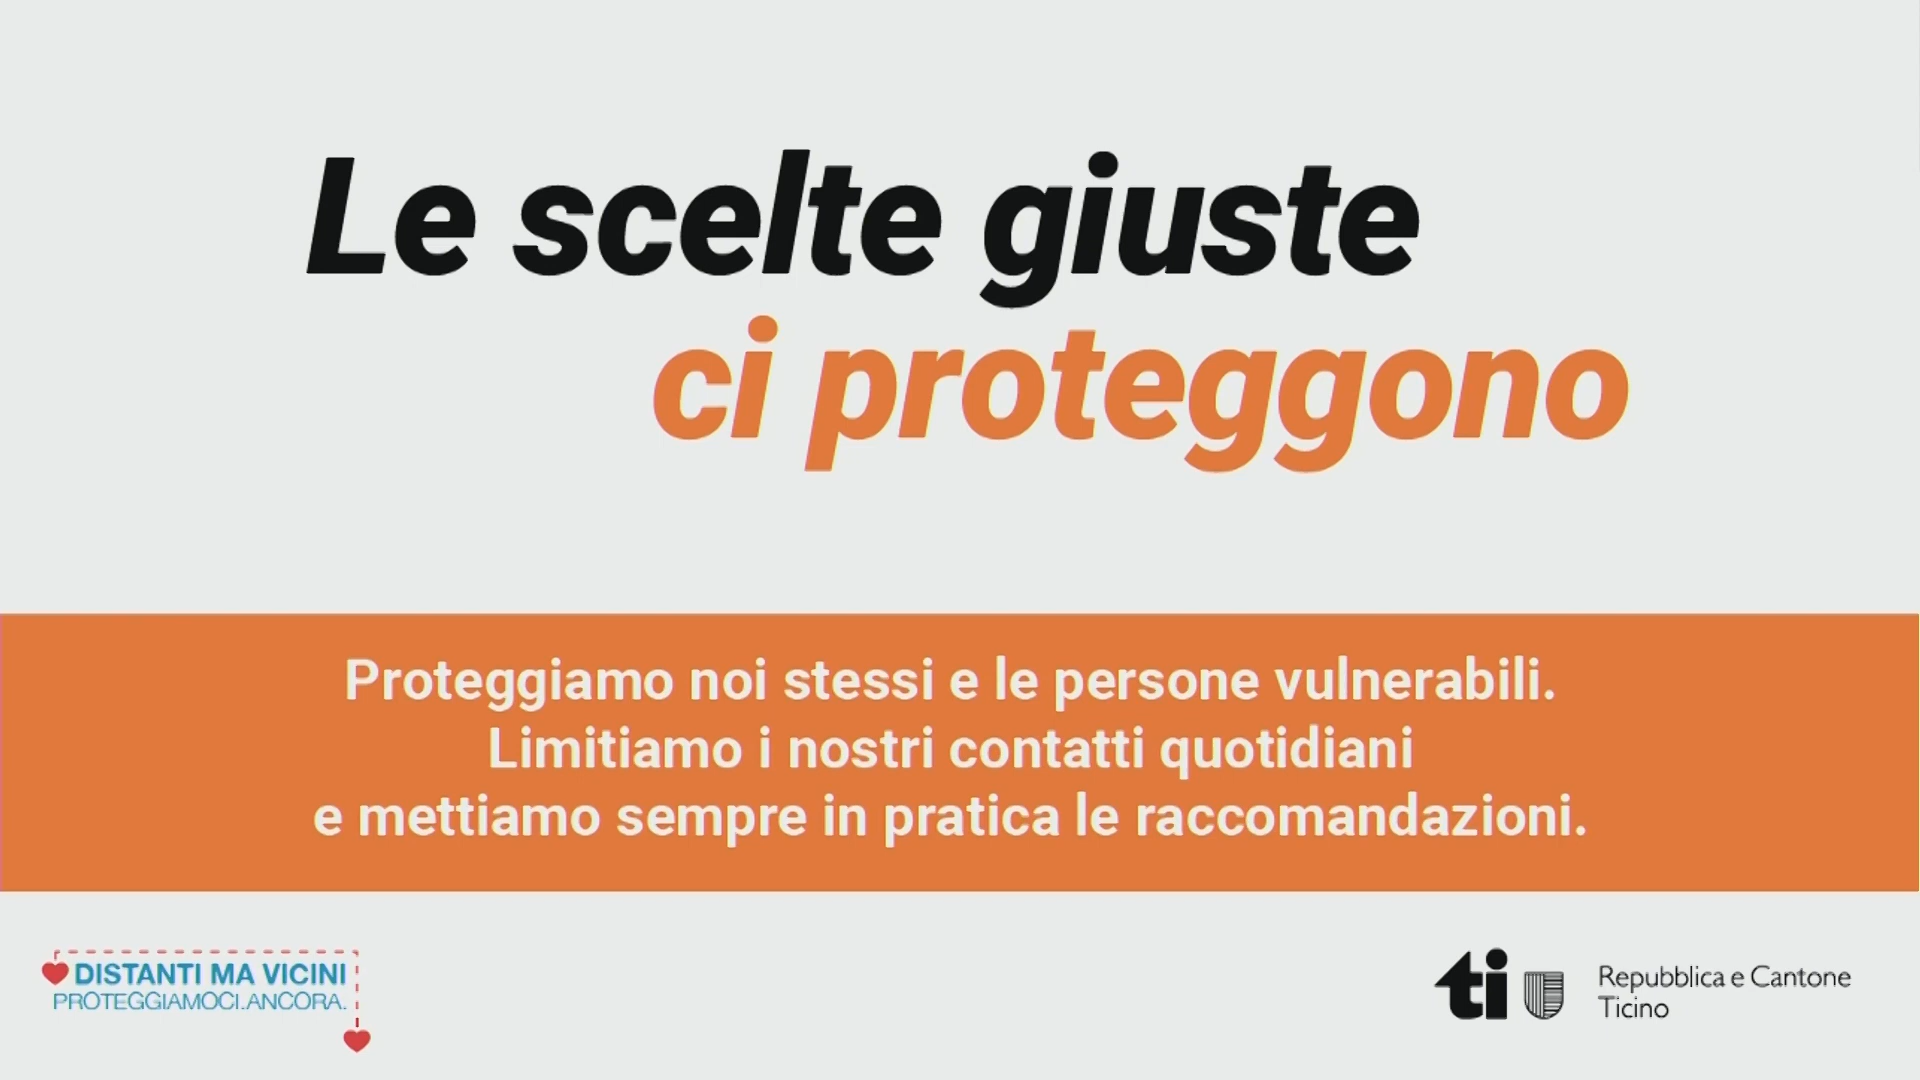 Le scelte giuste
ci proteggono
Proteggiamo noi stessi e le persone vulnerabili.
Limitiamo i nostri contatti quotidiani
e mettiamo sempre in pratica le raccomandazioni.
DISTANTI MA VICINI
PROTEGGIAMOCI.ANCORA.
ti
Repubblica e Cantone
Ticino